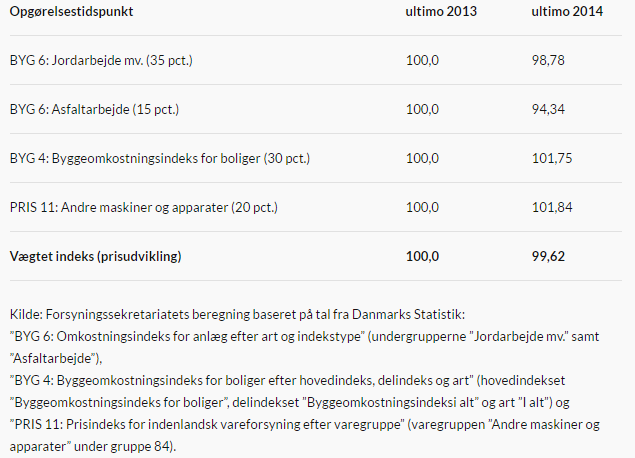 Opgørelsestidspunkt ultimo 2013 ultimo 2014
BYG 6: Jordarbejde mv. (35 pct.) 100,0 98,78
BYG 6: Asfaltarbejde (15 pct.) 100,0 94,34
BYG 4: Byggeomkostningsindeks for boliger (30 pct.) 100,0 101,75
PRIS 11: Andre maskiner og apparater (20 pct.) 100,0 101,84
Vægtet indeks (prisudvikling) 100,0 99,62
Kilde: Forsyningssekretariatets beregning baseret på tal fra Danmarks Statistik:
”BYG 6: Omkostningsindeks for anlæg efter art og indekstype” (undergrupperne ”Jordarbejde mv.” samt
”Asfaltarbejde”),
”BYG 4: Byggeomkostningsindeks for boliger efter hovedindeks, delindeks og art” (hovedindekset
”Byggeomkostningsindeks for boliger”, delindekset ”Byggeomkostningsindeksi alt” og art ”I alt”) og
”PRIS 11: Prisindeks for indenlandsk vareforsyning efter varegruppe” (varegruppen ”Andre maskiner og
apparater” under gruppe 84).